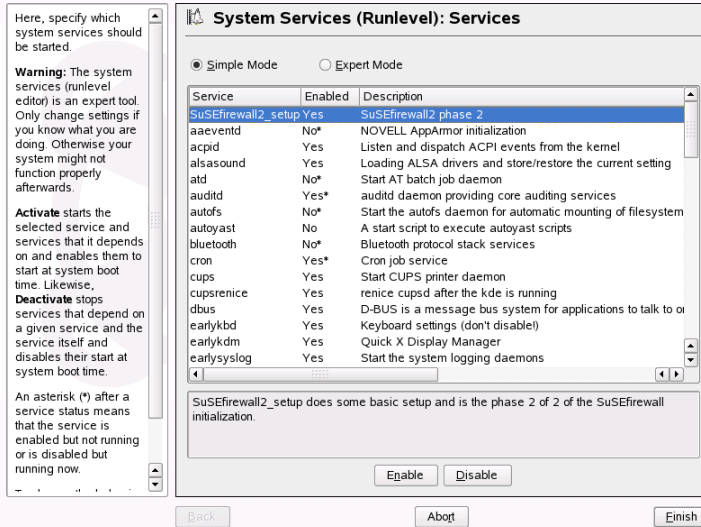 Here, specify which
system services should
be started.
Warning: The system
services (runlevel
editor) is an expert tool.
Only change settings if
you know what you are
doing. Otherwise your
system might not
function properly
afterwards.
Activate starts the
selected service and
services that it depends
on and enables them to
start at system boot
time. Likewise,
Deactivate stops
services that depend on
a given service and the
service itself and
disables their start at
system boot time.
An asterisk (*) after a
service status means
that the service is
enabled but not running
or is disabled but
running now.
System Services (Runlevel): Services
Simple Mode Expert Mode
Service Enabled Description
SuSEfirewall2_setup Yes SuSEfirewall2 phase 2
aaeventd No* NOVELL AppArmor initialization
acpid Yes Listen and dispatch ACPI events from the kernel
alsasound Yes Loading ALSA drivers and store/restore the current setting
atd No* Start AT batch job daemon
auditd Yes* auditd daemon providing core auditing services
autofs No* Start the autofs daemon for automatic mounting of filesystem
autoyast No A start script to execute autoyast scripts
bluetooth No* Bluetooth protocol stack services
cron Yes* Cron job service
cups Yes Start CUPS printer daemon
cupsrenice Yes renice cupsd after the kde is running
dbus Yes D-BUS is a message bus system for applications to talk to
earlykbd Yes Keyboard settings (don't disable!)
earlykdm Yes Quick X Display Manager
earlysyslog Yes Start the system logging daemons
SuSEfirewall2_setup does some basic setup and is the phase 2 of 2 of the SuSEfirewall
initialization.
Enable Disable
Back Abort Finish